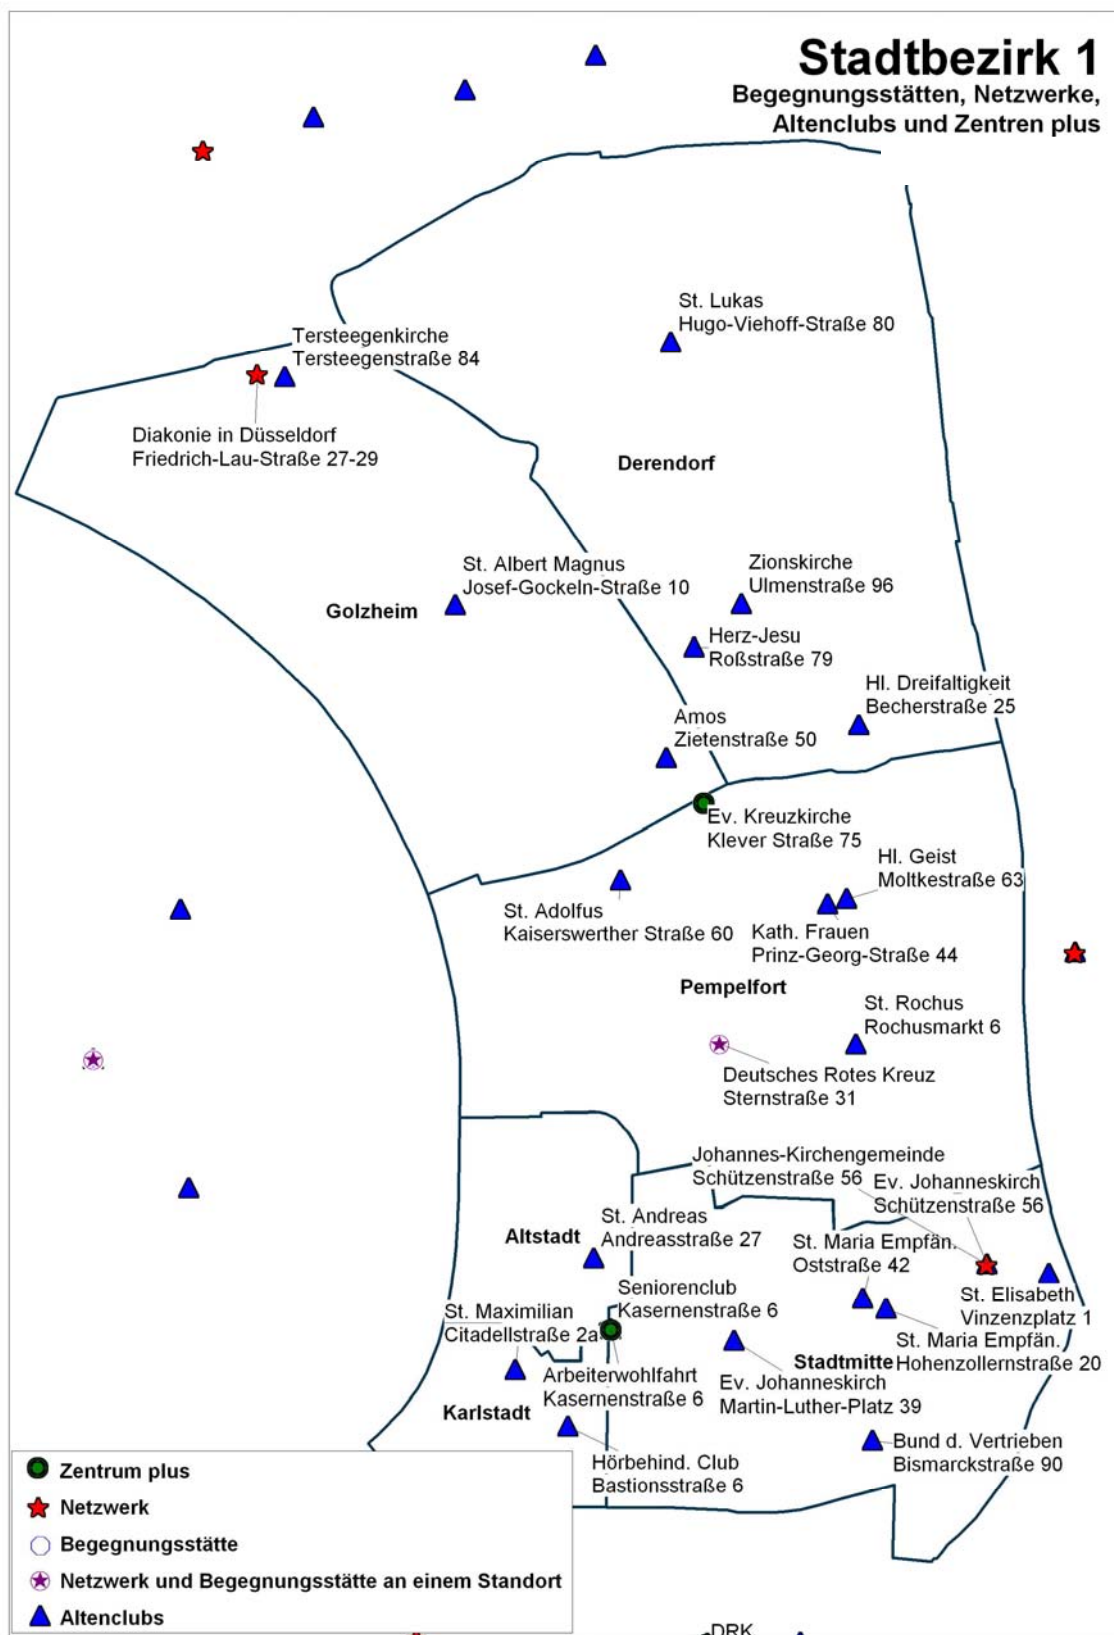 Stadtbezirk 1
Begegnungsstätten, Netzwerke,
Altenclubs und Zentren plus
St. Lukas
Hugo-Viehoff-Straße 80
Tersteegenkirche
Tersteegenstraße 84
Diakonie in Düsseldorf
Friedrich-Lau-Straße 27-29
Derendorf
St. Albert Magnus
Josef-Gockeln-Straße 10
Golzheim
Zionskirche
Ulmenstraße 96
Herz-Jesu
Roßstraße 79
Hl. Dreifaltigkeit
Becherstraße 25
Amos
Zietenstraße 50
Ev. Kreuzkirche
Klever Straße 75
Hl. Geist
Moltkestraße 63
St. Adolfus
Kaiserswerther Straße 60
Kath. Frauen
Prinz-Georg-Straße 44
Pempelfort
St. Rochus
Rochusmarkt 6
Deutsches Rotes Kreuz
Sternstraße 31
Johannes-Kirchengemeinde
Schützenstraße 56
Ev. Johanneskirch
Schützenstraße 56
Altstadt
St. Andreas
Andreasstraße 27
St. Maria Empfän.
Oststraße 42
Seniorenclub
Kasernenstraße 6
St. Elisabeth
Vinzenzplatz 1
St. Maximilian
Citadellstraße 2a
St. Maria Empfän.
Hohenzollernstraße 20
Stadtmitte
Arbeiterwohlfahrt
Kasernenstraße 6
Ev. Johanneskirch
Martin-Luther-Platz 39
Karlstadt
Bund d. Vertrieben
Bismarckstraße 90
Hörbehind. Club
Bastionsstraße 6
Zentrum plus
Netzwerk
Begegnungsstätte
Netzwerk und Begegnungsstätte an einem Standort
Altenclubs
DRK